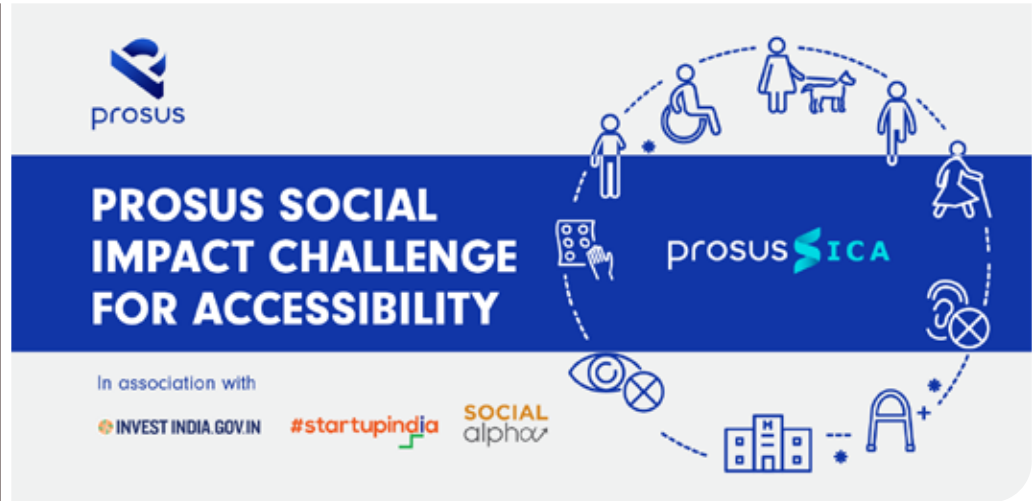 prosus
PROSUS SOCIAL
IMPACT CHALLENGE
FOR ACCESSIBILITY
prosus SICA
In association with
INVEST INDIA.GOV.IN
#startupindia
SOCIAL
alpha
H